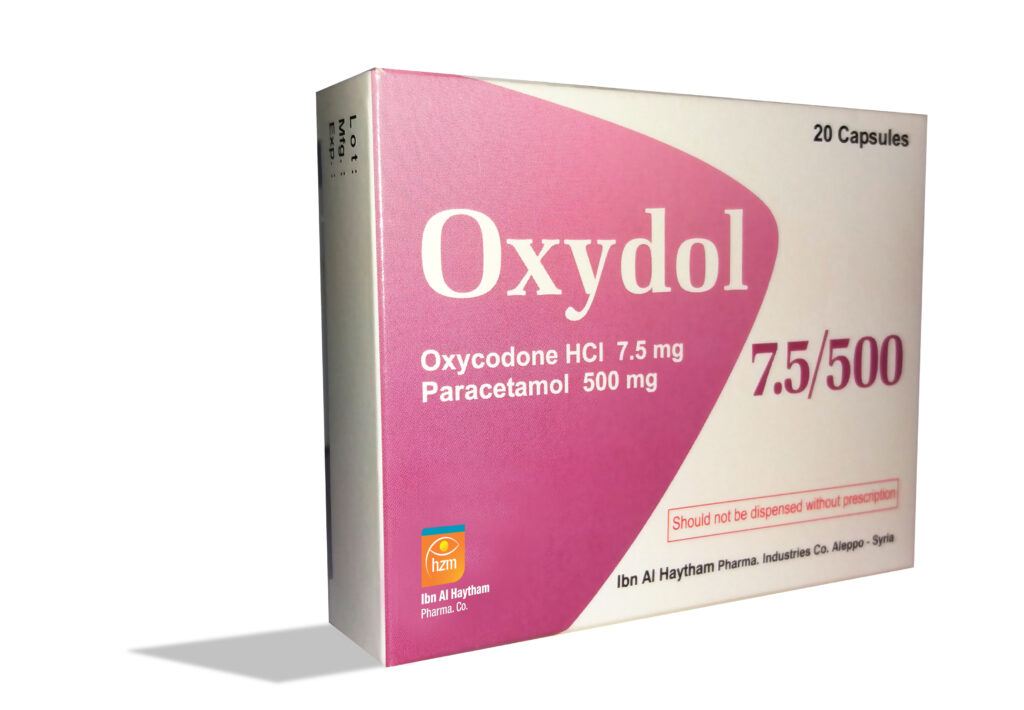 Lot :
Mfg. :
Exp. :
20 Capsules
Oxydol
Oxycodone HCl 7.5 mg
Paracetamol 500 mg
7.5/500
Should not be dispensed without prescription
Ibn Al Haytham Pharma. Industries Co. Aleppo - Syria
hzm
Ibn Al Haytham
Pharma. Co.